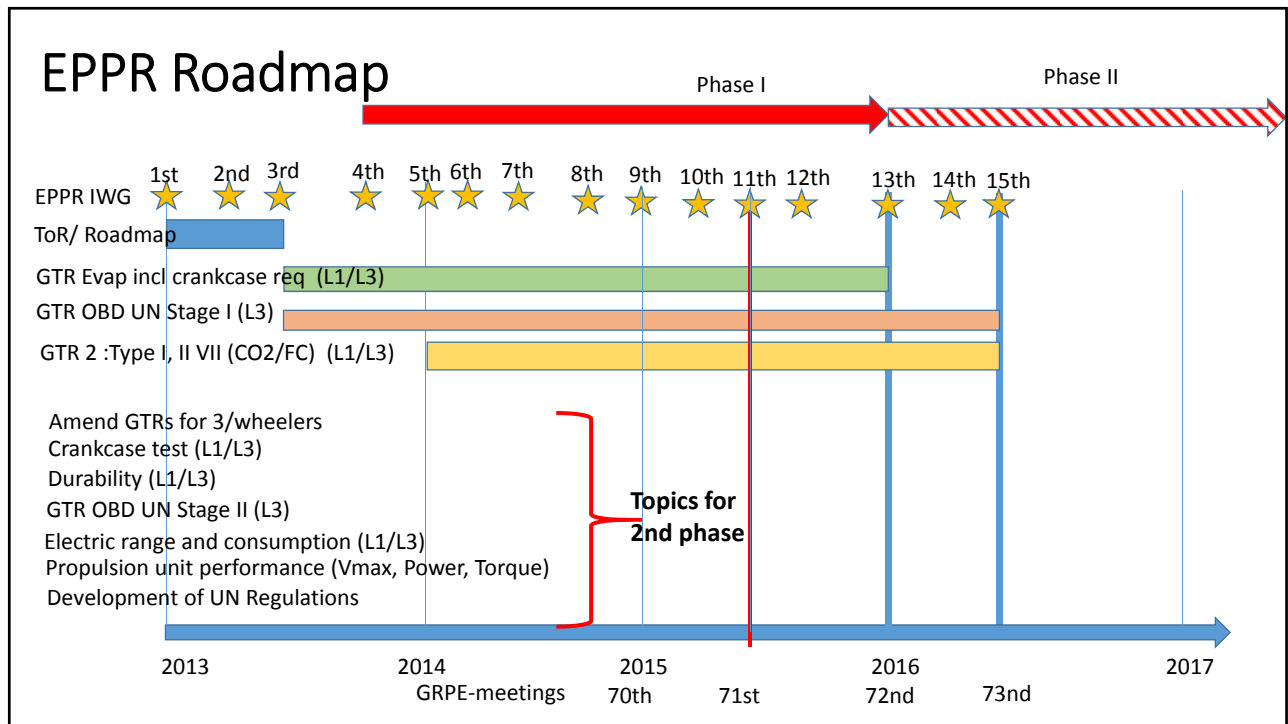 EPPR Roadmap
Phase I
Phase II
1st 2nd 3rd 4th 5th 6th 7th 8th 9th 10th 11th 12th 13th 14th 15th
EPPR IWG
ToR/ Roadmap
GTR Evap incl crankcase req (L1/L3)
GTR OBD UN Stage I (L3)
GTR 2 :Type I, II VII (CO2/FC) (L1/L3)
Amend GTRs for 3/wheelers
Crankcase test (L1/L3)
Durability (L1/L3)
GTR OBD UN Stage II (L3)
Electric range and consumption (L1/L3)
Propulsion unit performance (Vmax, Power, Torque)
Development of UN Regulations
Topics for
2nd phase
2013 2014 2015 2016 2017
GRPE-meetings 70th 71st 72nd 73nd